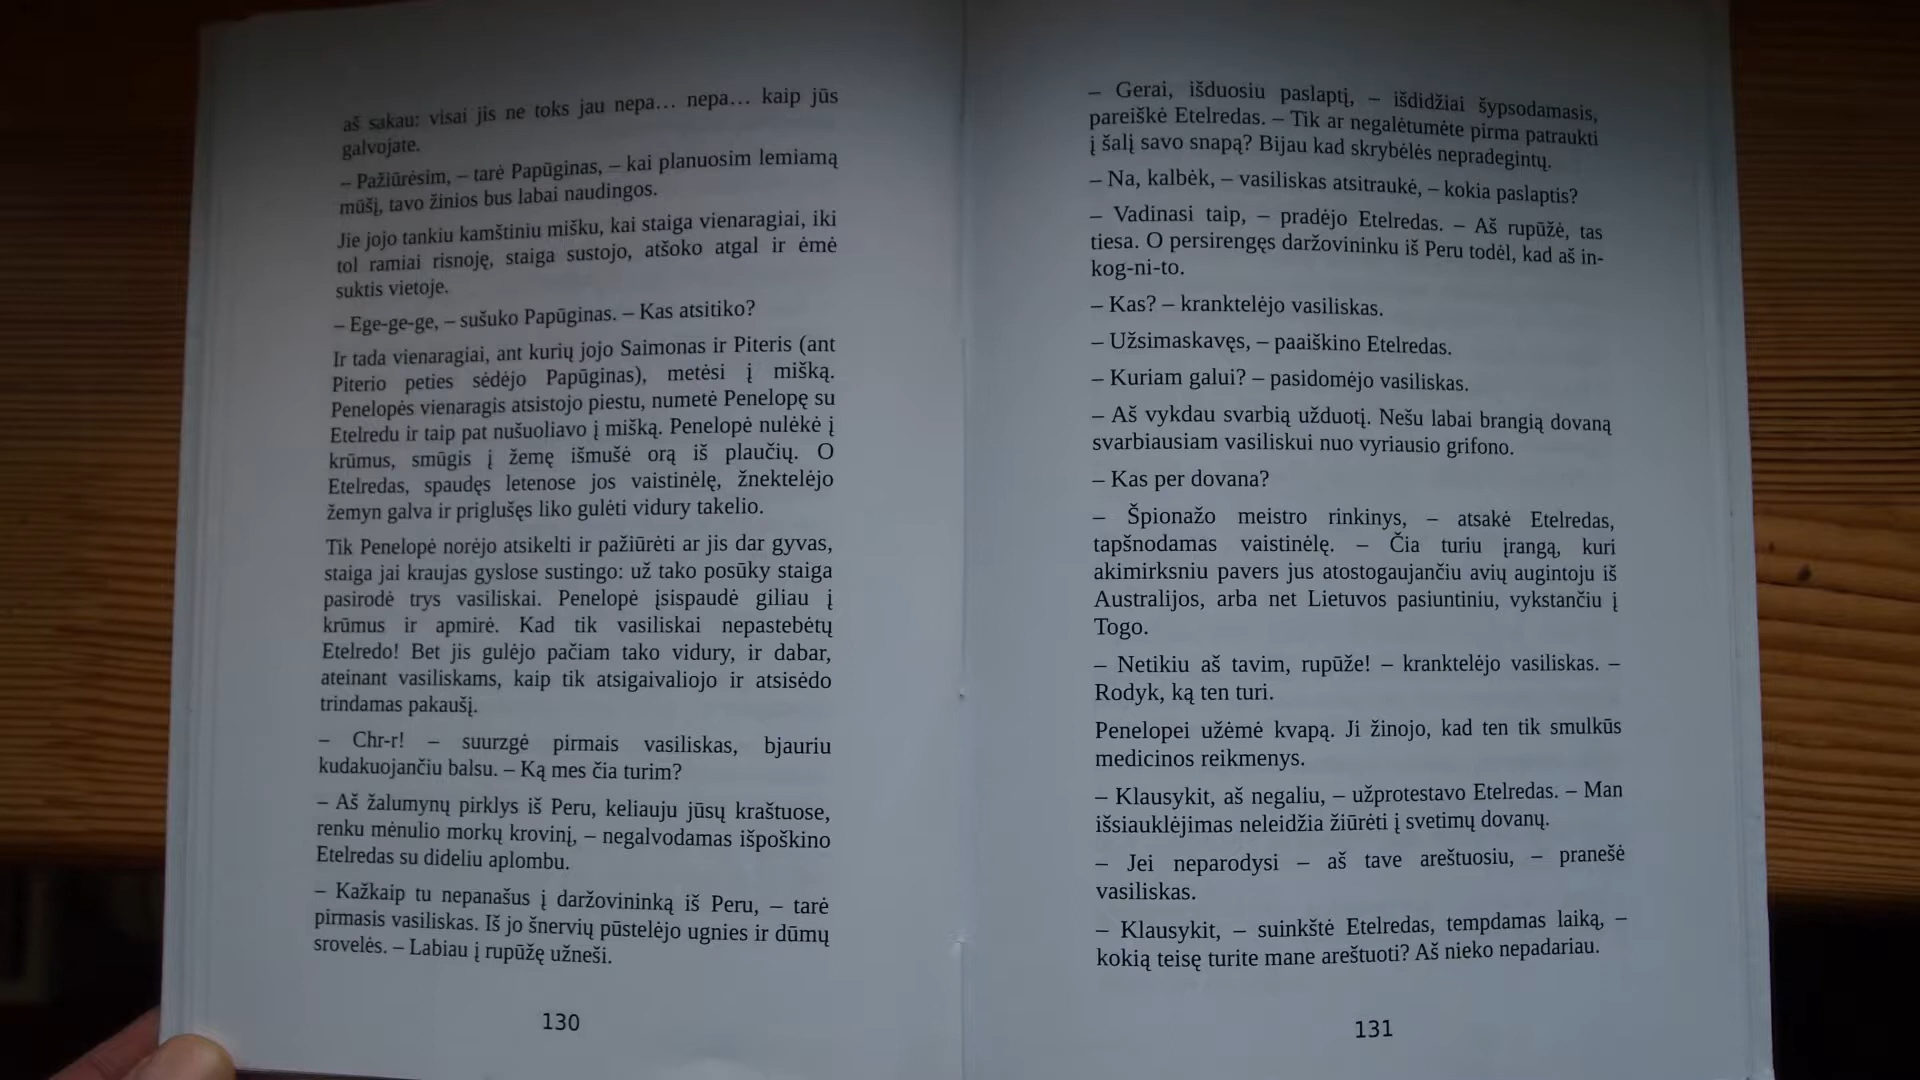 aš sakau: visai jis ne toks jau nepa… nepa… kaip jūs
galvojate.
– Pažiūrėsim, – tarė Papūginas, – kai planuosim lemiamą
mūšį, tavo žinios bus labai naudingos.
Jie jojo tankiu kamštiniu mišku, kai staiga vienaragiai, iki
tol ramiai risnoję, staiga sustojo, atšoko atgal ir ėmė
suktis vietoje.
– Ege-ge-ge, – sušuko Papūginas. – Kas atsitiko?
Ir tada vienaragiai, ant kurių jojo Saimonas ir Piteris (ant
Piterio peties sėdėjo Papūginas), metėsi į mišką.
Penelopės vienaragis atsistojo piestu, numetė Penelopę su
Etelredu ir taip pat nušuoliavo į mišką. Penelopė nulėkė į
krūmus, smūgis į žemę išmušė orą iš plaučių. O
Etelredas, spaudęs letenose jos vaistinėlę, žnektelėjo
žemyn galva ir priglušęs liko gulėti vidury takelio.
Tik Penelopė norėjo atsikelti ir pažiūrėti ar jis dar gyvas,
staiga jai kraujas gyslose sustingo: už tako posūky staiga
pasirodė trys vasiliskai. Penelopė įsispaudė giliau į
krūmus ir apmirė. Kad tik vasiliskai nepastebėtų
Etelredo! Bet jis gulėjo pačiam tako vidury, ir dabar,
ateinant vasiliskams, kaip tik atsigaivaliojo ir atsisėdo
trindamas pakaušį.
– Chr-r! – suurzgė pirmais vasiliskas, bjauriu
kudakuojančiu balsu. – Ką mes čia turim?
– Aš žalumynų pirklys iš Peru, keliauju jūsų kraštuose,
renku mėnulio morkų krovinį, – negalvodamas išpoškino
Etelredas su dideliu aplombu.
– Kažkaip tu nepanašus į daržovininką iš Peru, – tarė
pirmasis vasiliskas. Iš jo šnervių pūstelėjo ugnies ir dūmų
srovelės. – Labiau į rupūžę užneši.
130
– Gerai, išduosiu paslaptį, – išdidžiai šypsodamasis,
pareiškė Etelredas. – Tik ar negalėtumėte pirma patraukti
į šalį savo snapą? Bijau kad skrybėlės nepradegintų.
– Na, kalbėk, – vasiliskas atsitraukė, – kokia paslaptis?
– Vadinasi taip, – pradėjo Etelredas. – Aš rupūžė, tas
tiesa. O persirengęs daržovininku iš Peru todėl, kad aš in-
kog-ni-to.
– Kas? – kranktelėjo vasiliskas.
– Užsimaskavęs, – paaiškino Etelredas.
– Kuriam galui? – pasidomėjo vasiliskas.
– Aš vykdau svarbią užduotį. Nešu labai brangią dovaną
svarbiausiam vasiliskui nuo vyriausio grifono.
– Kas per dovana?
– Špionažo meistro rinkinys, – atsakė Etelredas,
tapšnodamas vaistinėlę. – Čia turiu įrangą, kuri
akimirksniu pavers jus atostogaujančiu avių augintoju iš
Australijos, arba net Lietuvos pasiuntiniu, vykstančiu į
Togo.
– Netikiu aš tavim, rupūže! – kranktelėjo vasiliskas. –
Rodyk, ką ten turi.
Penelopei užėmė kvapą. Ji žinojo, kad ten tik smulkūs
medicinos reikmenys.
– Klausykit, aš negaliu, – užprotestavo Etelredas. – Man
išsiauklėjimas neleidžia žiūrėti į svetimų dovanų.
– Jei neparodysi – aš tave areštuosiu, – pranešė
vasiliskas.
– Klausykit, – suinkštė Etelredas, tempdamas laiką, –
kokią teisę turite mane areštuoti? Aš nieko nepadariau.
131